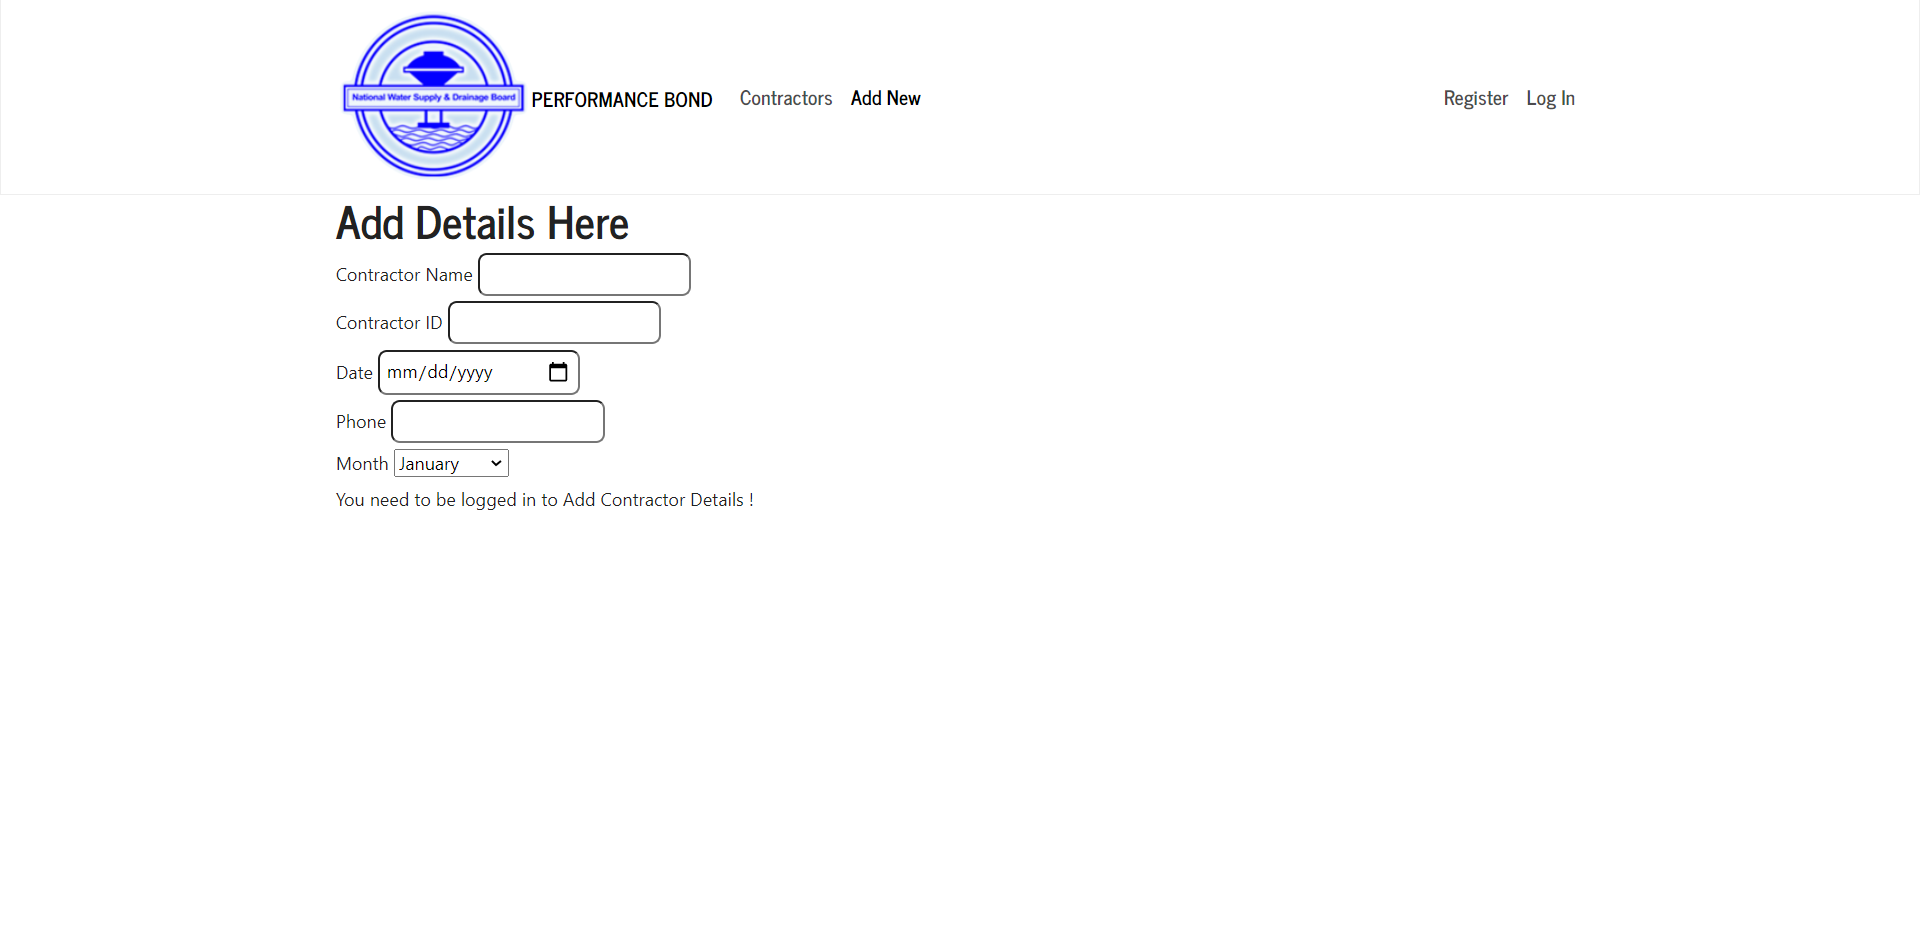 National Water Supply & Drainage Board
PERFORMANCE BOND Contractors Add New Register Log In
Add Details Here
Contractor Name
Contractor ID
Date mm/dd/yyyy
Phone
Month January
You need to be logged in to Add Contractor Details !